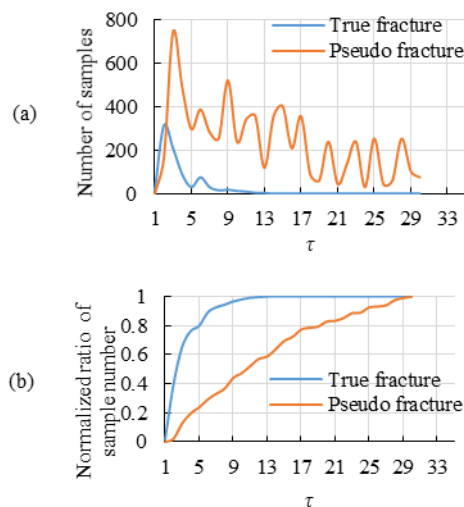 (a)
Number of samples
800
600
400
200
0
True fracture
Pseudo fracture
1 5 9 13 17 21 25 29 33
τ
(b)
Normalized ratio of
sample number
1
0.8
0.6
0.4
0.2
0
True fracture
Pseudo fracture
1 5 9 13 17 21 25 29 33
τ